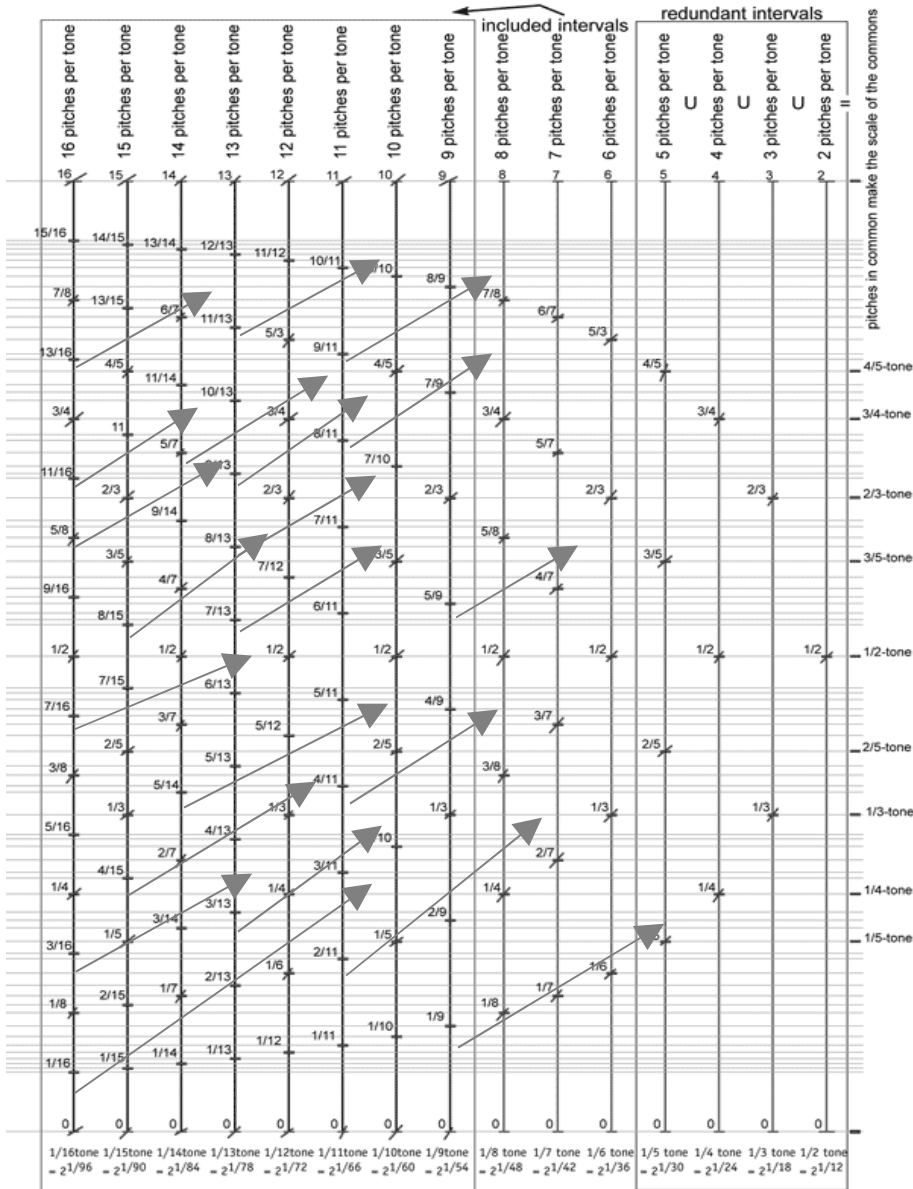 included intervals
redundant intervals
16 pitches per tone
15 pitches per tone
14 pitches per tone
13 pitches per tone
12 pitches per tone
11 pitches per tone
10 pitches per tone
9 pitches per tone
8 pitches per tone
7 pitches per tone
6 pitches per tone
5 pitches per tone
4 pitches per tone
3 pitches per tone
2 pitches per tone
=
pitches in common make the scale of the commons
16 15 14 13 12 11 10 9 8 7 6 5 4 3 2
15/16 14/15 13/14 12/13 11/12 10/11 /10 8/9
7/8 13/15 6/7 11/13 5/3 9/11 7/8 6/7 5/3
13/16 4/5 11/14 10/13 4/5 7/9 4/5 4/5-tone
3/4 11 5/7 3/4 8/11 3/4 5/7 3/4 3/4-tone
11/16 2/3 9/14 /13 2/3 7/11 7/10 2/3 2/3 2/3 2/3-tone
5/8 3/5 8/13 7/12 3/5 5/8 3/5 3/5-tone
9/16 8/15 4/7 7/13 6/11 5/9 4/7
1/2 1/2 1/2 1/2 1/2 1/2 1/2 1/2 1/2-tone
7/16 7/15 3/7 6/13 5/12 5/11 4/9 3/7
3/8 2/5 5/14 5/13 4/11 2/5 3/8 2/5 2/5-tone
5/16 1/3 2/7 4/13 1/3 3/11 10 1/3 2/7 1/3 1/3 1/3-tone
1/4 4/15 3/14 3/13 1/4 2/9 1/4 1/4 1/4-tone
3/16 1/5 2/13 1/6 2/11 1/5 1/6 1/5-tone
1/8 2/15 1/7 1/9 1/8 1/7
1/16 1/15 1/14 1/13 1/12 1/11 1/10
0 0 0 0 0 0 0 0 0 0 0 0 0 0 0
1/16tone 1/15tone 1/14tone 1/13tone 1/12tone 1/11tone 1/10tone 1/9tone 1/8 tone 1/7 tone 1/6 tone 1/5 tone 1/4 tone 1/3 tone 1/2 tone
= 2^1/96 = 2^1/90 = 2^1/84 = 2^1/78 = 2^1/72 = 2^1/66 = 2^1/60 = 2^1/54 = 2^1/48 = 2^1/42 = 2^1/36 = 2^1/30 = 2^1/24 = 2^1/18 = 2^1/12